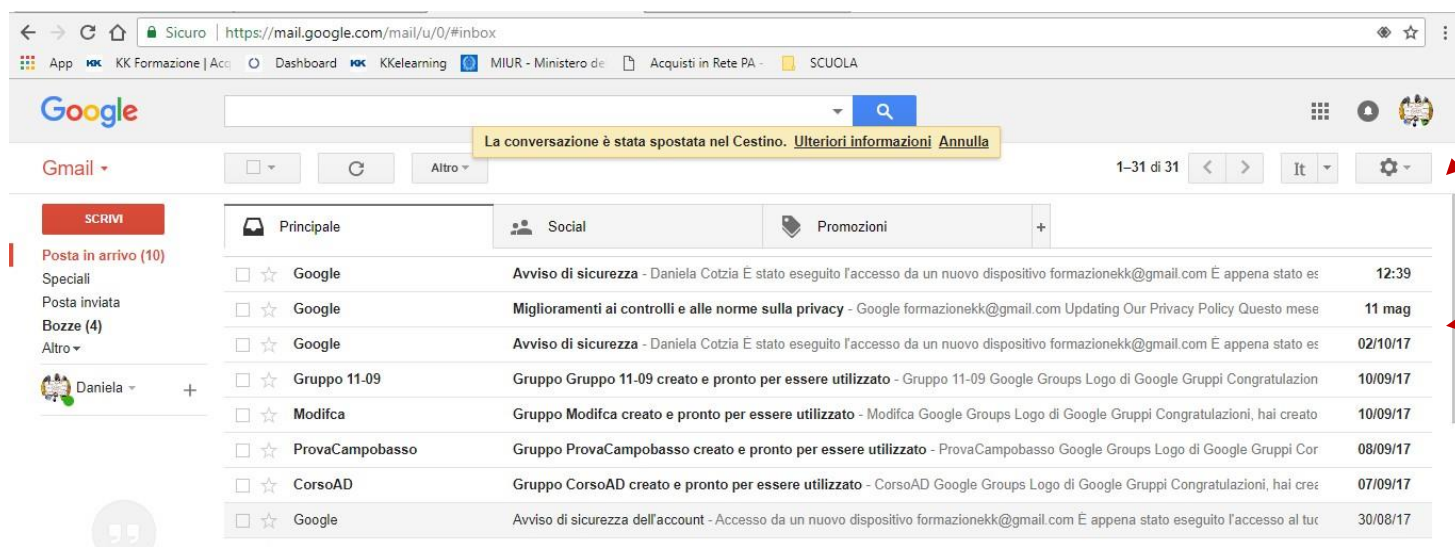 Sicuro | https://mail.google.com/mail/u/0/#inbox
App KK KK Formazione | Acc Dashboard KK KKelearning MIUR - Ministero de Acquisti in Rete PA - SCUOLA
Google
La conversazione è stata spostata nel Cestino. Ulteriori informazioni Annulla
Gmail Altro 1–31 di 31 It
SCRIVI
Principale Social Promozioni +
Posta in arrivo (10)
Speciali
Posta inviata
Bozze (4)
Altro
Daniela +
Google Avviso di sicurezza - Daniela Cotzia È stato eseguito l'accesso da un nuovo dispositivo formazionekk@gmail.com È appena stato es 12:39
Google Miglioramenti ai controlli e alle norme sulla privacy - Google formazionekk@gmail.com Updating Our Privacy Policy Questo mese 11 mag
Google Avviso di sicurezza - Daniela Cotzia È stato eseguito l'accesso da un nuovo dispositivo formazionekk@gmail.com È appena stato es 02/10/17
Gruppo 11-09 Gruppo Gruppo 11-09 creato e pronto per essere utilizzato - Gruppo 11-09 Google Groups Logo di Google Gruppi Congratulazion 10/09/17
Modifca Gruppo Modifca creato e pronto per essere utilizzato - Modifca Google Groups Logo di Google Gruppi Congratulazioni, hai creato 10/09/17
ProvaCampobasso Gruppo ProvaCampobasso creato e pronto per essere utilizzato - ProvaCampobasso Google Groups Logo di Google Gruppi Cor 08/09/17
CorsoAD Gruppo CorsoAD creato e pronto per essere utilizzato - CorsoAD Google Groups Logo di Google Gruppi Congratulazioni, hai crea 07/09/17
Google Avviso di sicurezza dell'account - Accesso da un nuovo dispositivo formazionekk@gmail.com È appena stato eseguito l'accesso al tuo 30/08/17